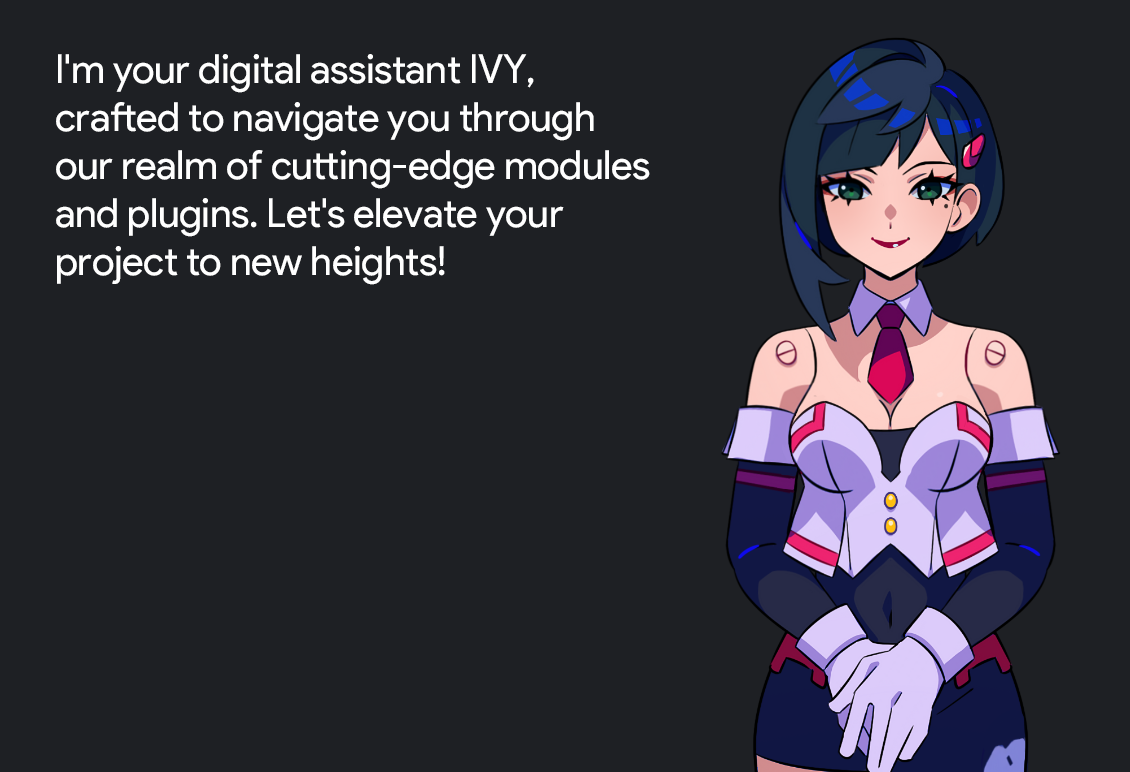 I'm your digital assistant IVY,
crafted to navigate you through
our realm of cutting-edge modules
and plugins. Let's elevate your
project to new heights!